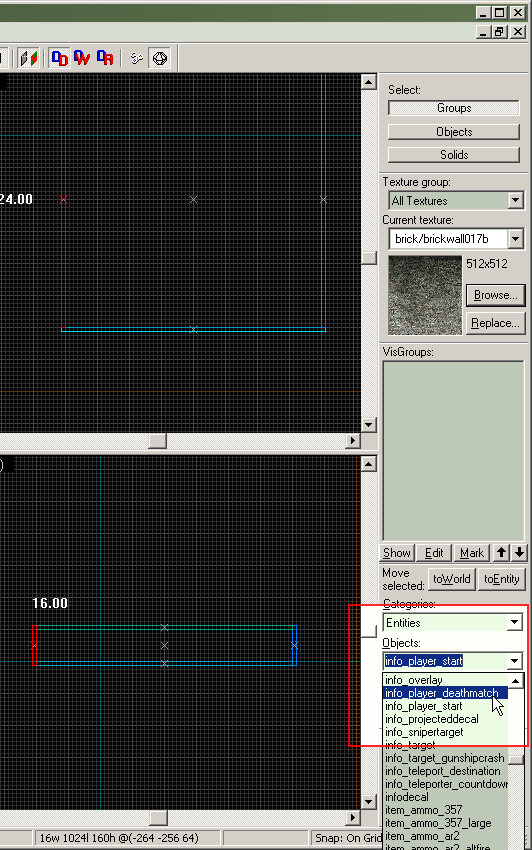 Select:
Groups
Objects
Solids
24.00
Texture group:
All Textures
Current texture:
brick/brickwall017b
512x512
Browse...
Replace...
VisGroups:
Show Edit Mark
Move selected: toWorld toEntity
16.00
Categories:
Entities
Objects:
info_player_start
info_overlay
info_player_deathmatch
info_player_start
info_projecteddecal
info_snipertarget
info_target
info_target_gunshipcrash
info_teleport_destination
info_teleporter_countdown
infodecal
item_ammo_357
item_ammo_357_large
item_ammo_ar2
item_ammo_ar2_altfire
16w 1024l 160h @(-264 -256 64)
Snap: On Grid